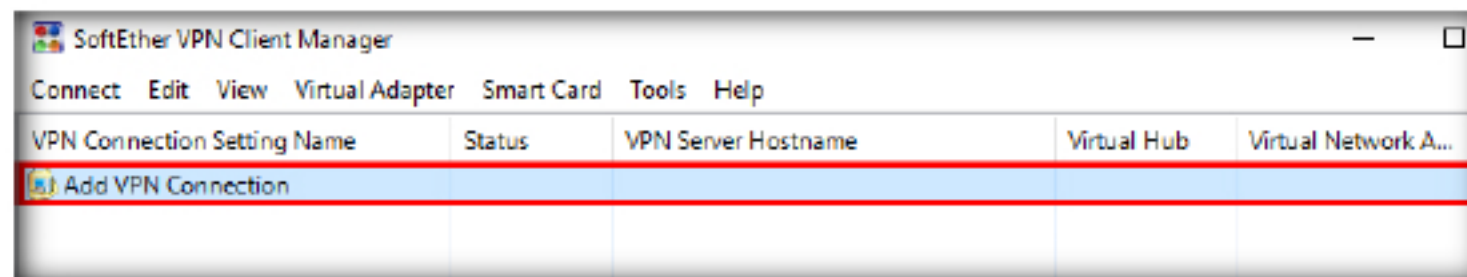 SoftEther VPN Client Manager
Connect Edit View Virtual Adapter Smart Card Tools Help
VPN Connection Setting Name Status VPN Server Hostname Virtual Hub Virtual Network A...
Add VPN Connection